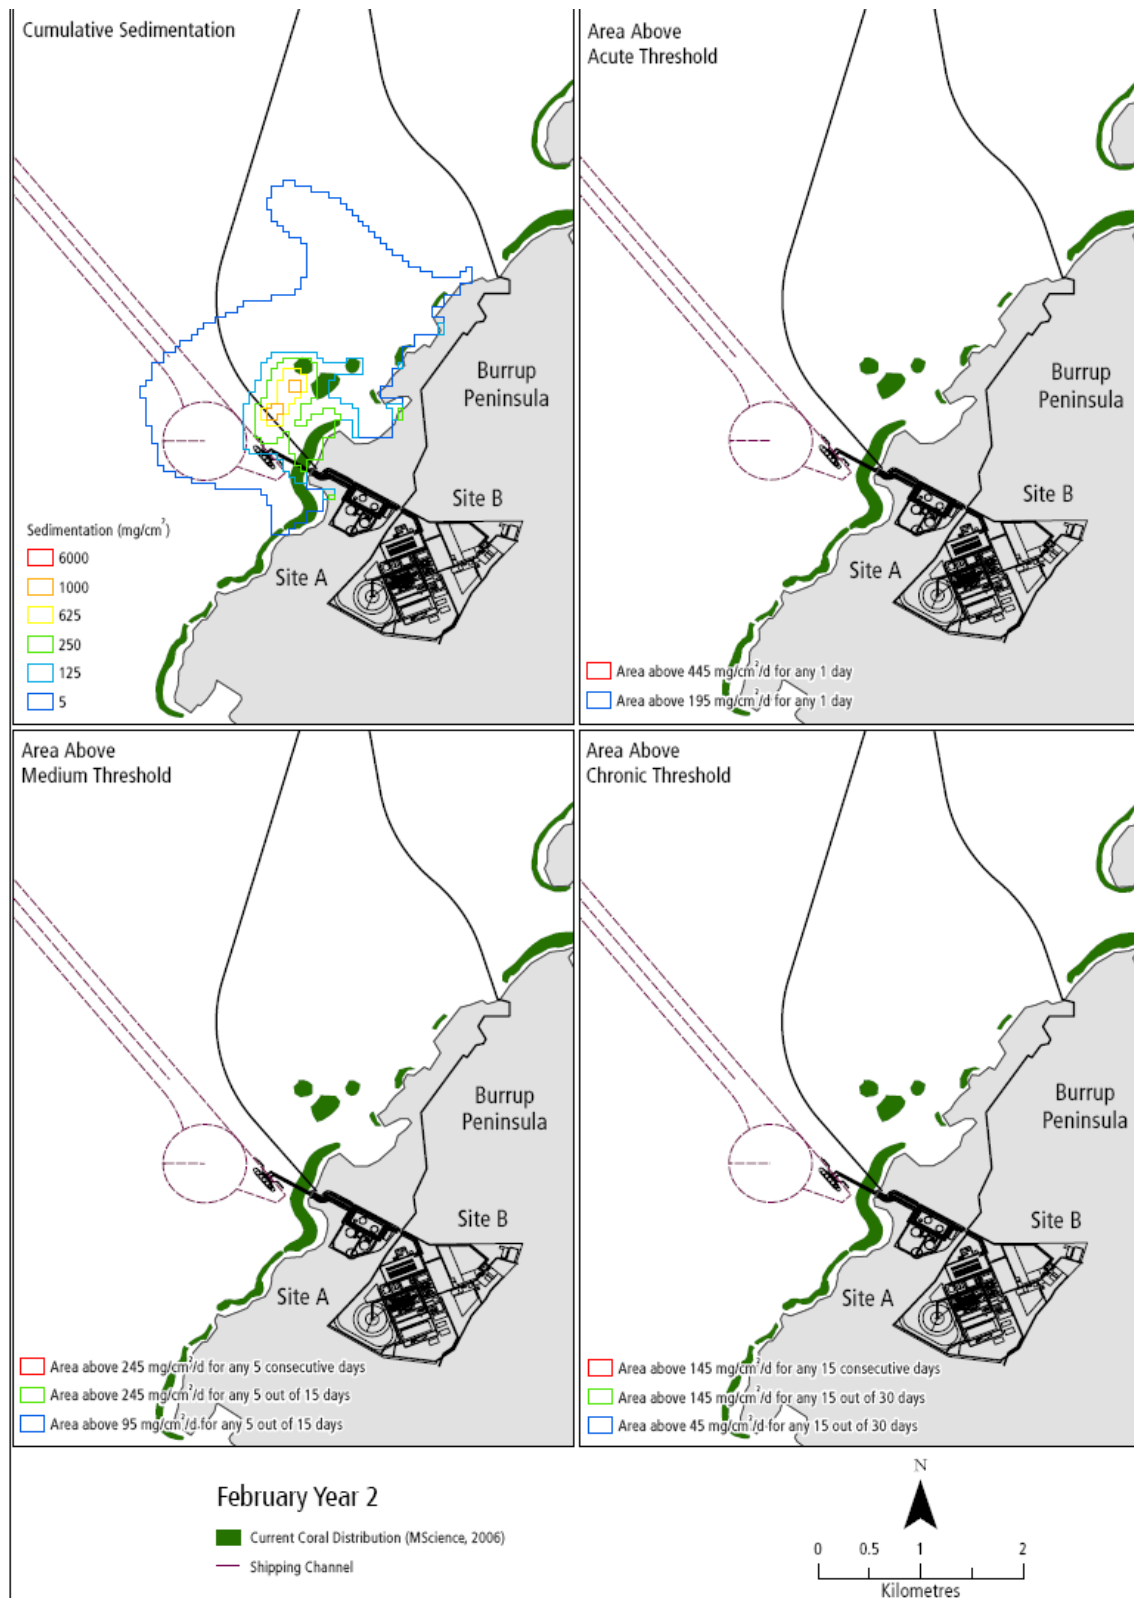 Cumulative Sedimentation
Burrup
Peninsula
Site B
Site A
Sedimentation (mg/cm²)
6000
1000
625
250
125
5
Area Above
Acute Threshold
Burrup
Peninsula
Site B
Site A
Area above 445 mg/cm²/d for any 1 day
Area above 195 mg/cm²/d for any 1 day
Area Above
Medium Threshold
Burrup
Peninsula
Site B
Site A
Area above 245 mg/cm²/d for any 5 consecutive days
Area above 245 mg/cm²/d for any 5 out of 15 days
Area above 95 mg/cm²/d for any 5 out of 15 days
Area Above
Chronic Threshold
Burrup
Peninsula
Site B
Site A
Area above 145 mg/cm²/d for any 15 consecutive days
Area above 145 mg/cm²/d for any 15 out of 30 days
Area above 45 mg/cm²/d for any 15 out of 30 days
February Year 2
Current Coral Distribution (MScience, 2006)
Shipping Channel
N
0 0.5 1 2
Kilometres